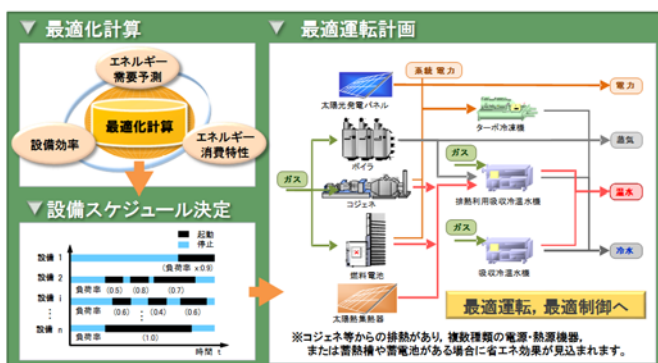 ▼ 最適化計算
エネルギー
需要予測
最適化計算
設備効率
エネルギー
消費特性
▼ 設備スケジュール決定
起動
停止
設備 1
(負荷率 x0.9)
設備 2
負荷率 (0.5) (0.8) (0.7)
設備 i
負荷率 (0.6) (0.4) (0.6)
設備 n
負荷率 (1.0)
時間 t
▼ 最適運転計画
系統電力
太陽光発電パネル
電力
ターボ冷凍機
ボイラ
蒸気
ガス
ガス
コジェネ
排熱利用吸収冷温水機
温水
ガス
燃料電池
吸収冷温水機
冷水
太陽熱集熱器
最適運転,最適制御へ
※コジェネ等からの排熱があり,複数種類の電源・熱源機器,
または蓄熱槽や蓄電池がある場合に省エネ効果が見込まれます。